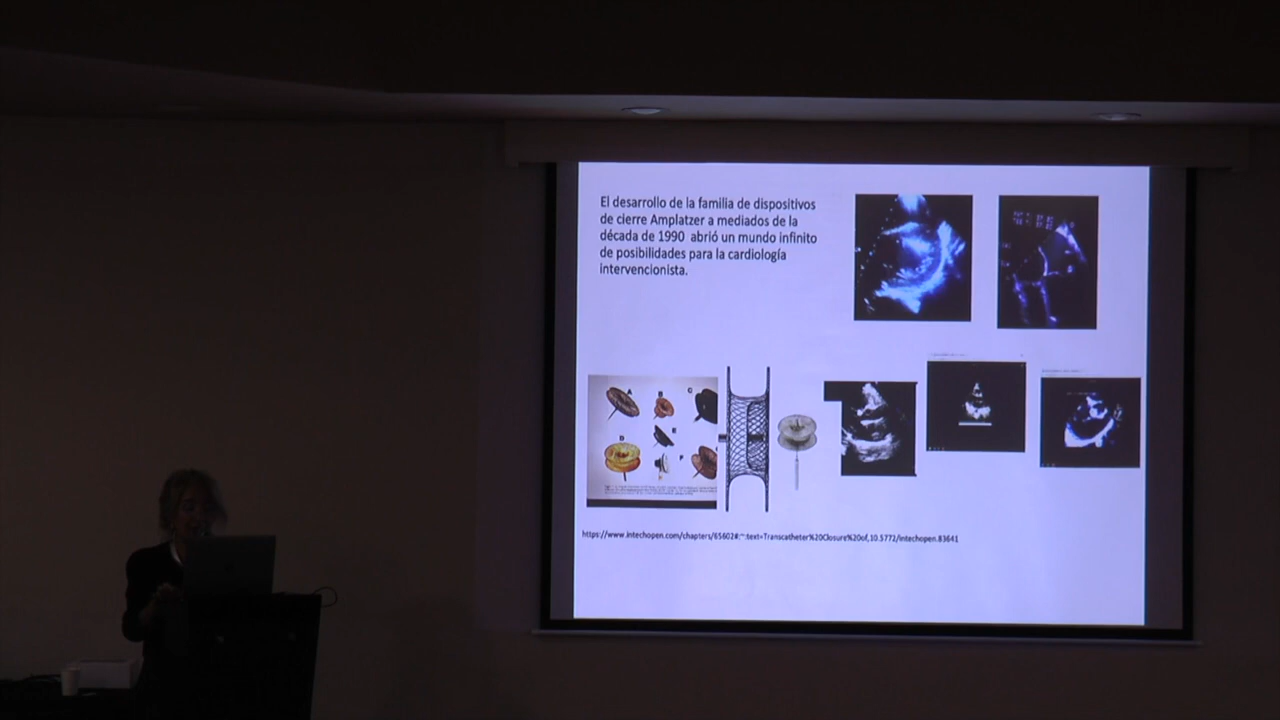 El desarrollo de la familia de dispositivos
de cierre Amplatzer a mediados de la
década de 1990 abrió un mundo infinito
de posibilidades para la cardiología
intervencionista.
A
B
C
D
E
F
https://www.intechopen.com/chapters/65602#:~:text=Transcatheter%20Closure%20of,10.5772/intechopen.83641